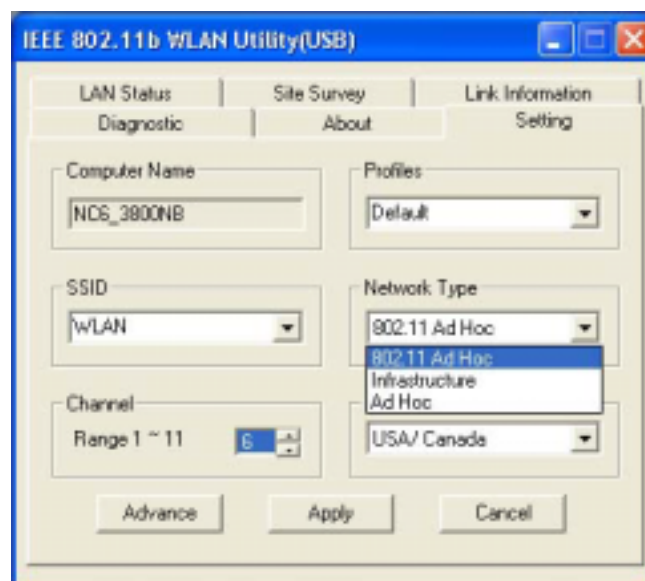 IEEE 802.11b WLAN Utility(USB)
LAN Status
Site Survey
Link Information
Diagnostic
About
Setting
Computer Name
NC6_3800NB
Profiles
Default
SSID
WLAN
Network Type
802.11 Ad Hoc
802.11 Ad Hoc
Infrastructure
Ad Hoc
Channel
Range 1 ~ 11
6
USA/ Canada
Advance
Apply
Cancel